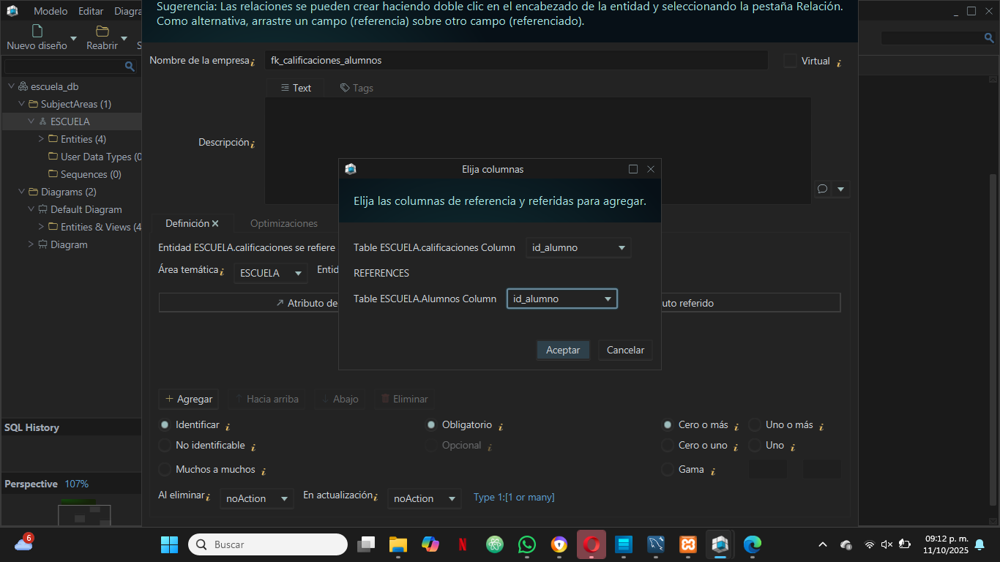 Sugerencia: Las relaciones se pueden crear haciendo doble clic en el encabezado de la entidad y seleccionando la pestaña Relación.
Como alternativa, arrastre un campo (referencia) sobre otro campo (referenciado).
Modelo Editar Diagra
Nuevo diseño Reabrir S
Nombre de la empresa fk_calificaciones_alumnos Virtual
Text Tags
Descripción
escuela_db
SubjectAreas (1)
ESCUELA
Entities (4)
User Data Types (0
Sequences (0)
Diagrams (2)
Default Diagram
Entities & Views (4
Diagram
SQL History
Perspective 107%
Elija columnas
Elija las columnas de referencia y referidas para agregar.
Table ESCUELA.calificaciones Column id_alumno
REFERENCES
Table ESCUELA.Alumnos Column id_alumno
Aceptar Cancelar
Definición Optimizaciones
Entidad ESCUELA.calificaciones se refiere
Área temática ESCUELA Entid
Atributo de uto referido
Agregar Hacia arriba Abajo Eliminar
Identificar Obligatorio Cero o más Uno o más
No identificable Opcional Cero o uno Uno
Muchos a muchos Gama
Al eliminar noAction En actualización noAction Type 1:[1 or many]
6
Buscar
09:12 p. m.
11/10/2025